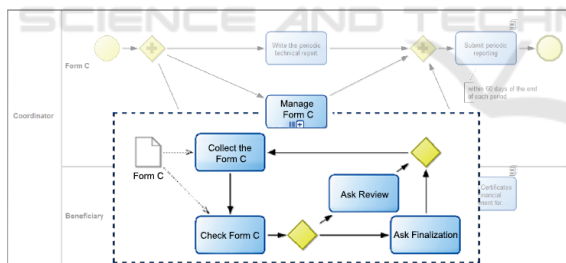 SCIENCE AND TECHN
Form C
Write the periodic
technical report
Submit periodic
reporting
within 60 days of the end
of each period
Coordinator
Manage
Form C
Collect the
Form C
Form C
Ask Review
Beneficiary
Check Form C
Ask Finalization
Certificates